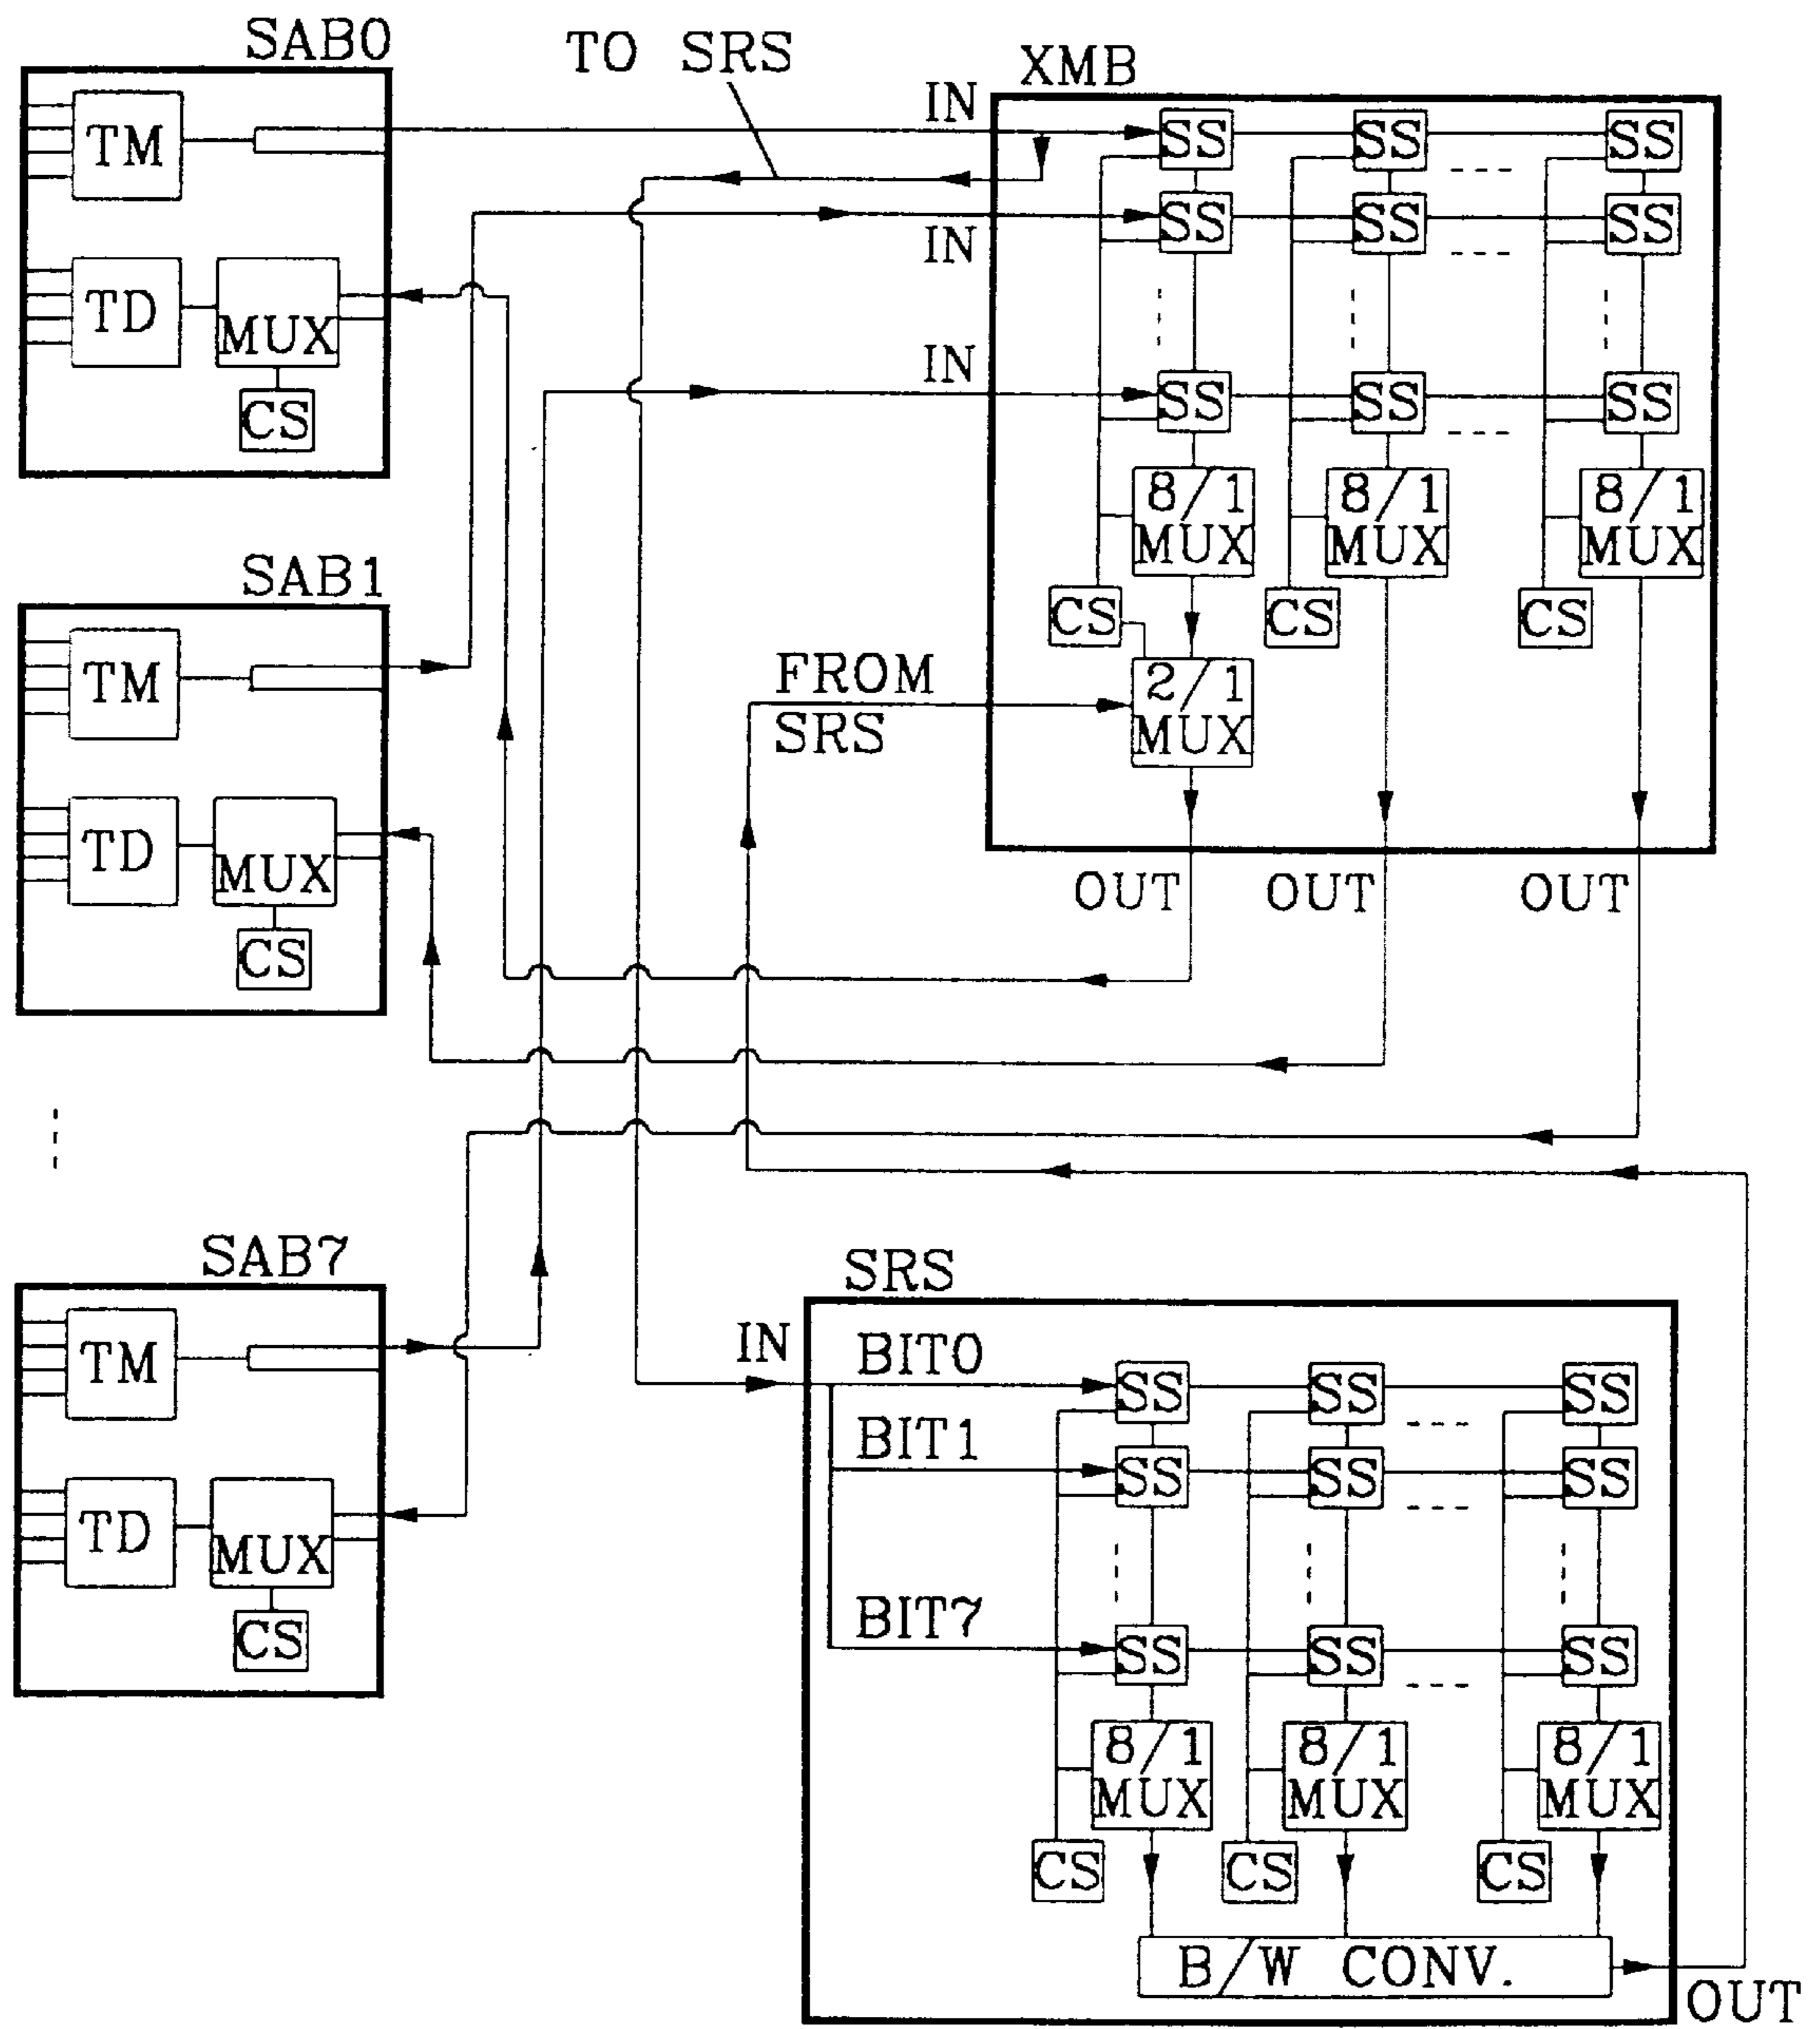 SAB0
TO SRS
XMB
IN
TM
SS SS SS
SS SS SS
IN
TD
MUX
CS
IN
SS SS SS
8/1 MUX
8/1 MUX
8/1 MUX
CS CS CS
SAB1
TM
FROM SRS
2/1 MUX
TD
MUX
CS
OUT OUT OUT
SAB7
TM
TD
MUX
CS
SRS
IN
BIT0
SS SS SS
BIT1
SS SS SS
BIT7
SS SS SS
8/1 MUX
8/1 MUX
8/1 MUX
CS CS CS
B/W CONV.
OUT